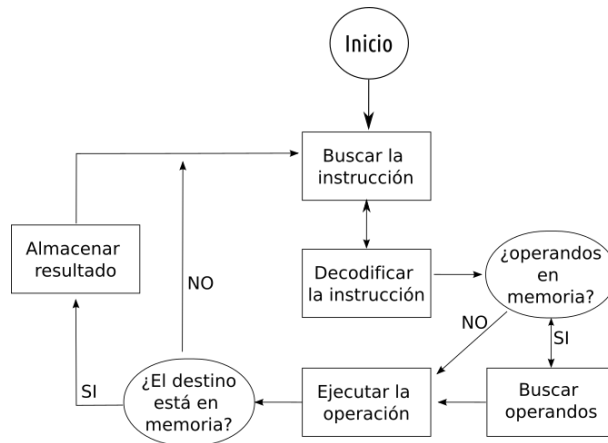 Inicio
Buscar la
instrucción
Decodificar
la instrucción
¿operandos
en
memoria?
NO
SI
Buscar
operandos
Ejecutar la
operación
¿El destino
está en
memoria?
NO
SI
Almacenar
resultado